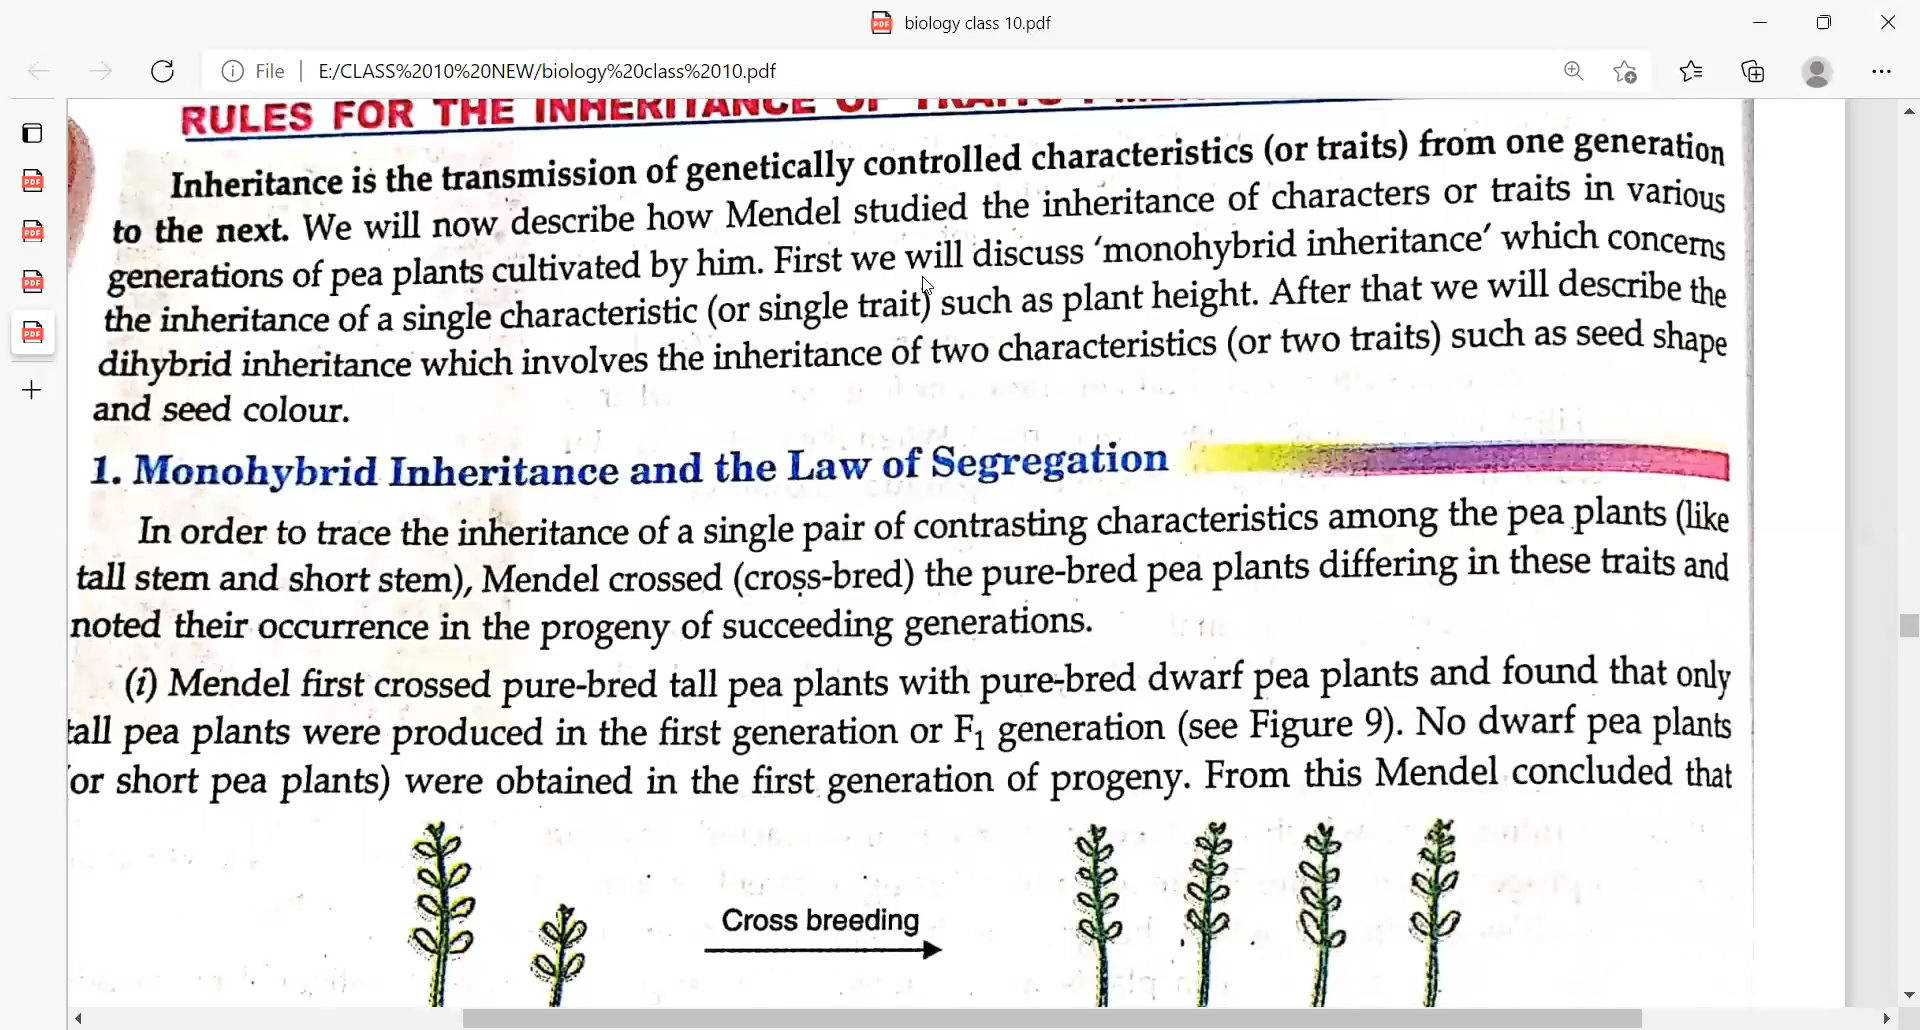 biology class 10.pdf
File | E:/CLASS%2010%20NEW/biology%20class%2010.pdf
RULES FOR THE INHERITANCE OF TRAITS
Inheritance is the transmission of genetically controlled characteristics (or traits) from one generation
to the next. We will now describe how Mendel studied the inheritance of characters or traits in various
generations of pea plants cultivated by him. First we will discuss ‘monohybrid inheritance’ which concerns
the inheritance of a single characteristic (or single trait) such as plant height. After that we will describe the
dihybrid inheritance which involves the inheritance of two characteristics (or two traits) such as seed shape
and seed colour.
1. Monohybrid Inheritance and the Law of Segregation
In order to trace the inheritance of a single pair of contrasting characteristics among the pea plants (like
tall stem and short stem), Mendel crossed (cross-bred) the pure-bred pea plants differing in these traits and
noted their occurrence in the progeny of succeeding generations.
(i) Mendel first crossed pure-bred tall pea plants with pure-bred dwarf pea plants and found that only
tall pea plants were produced in the first generation or F₁ generation (see Figure 9). No dwarf pea plants
(or short pea plants) were obtained in the first generation of progeny. From this Mendel concluded that
Cross breeding